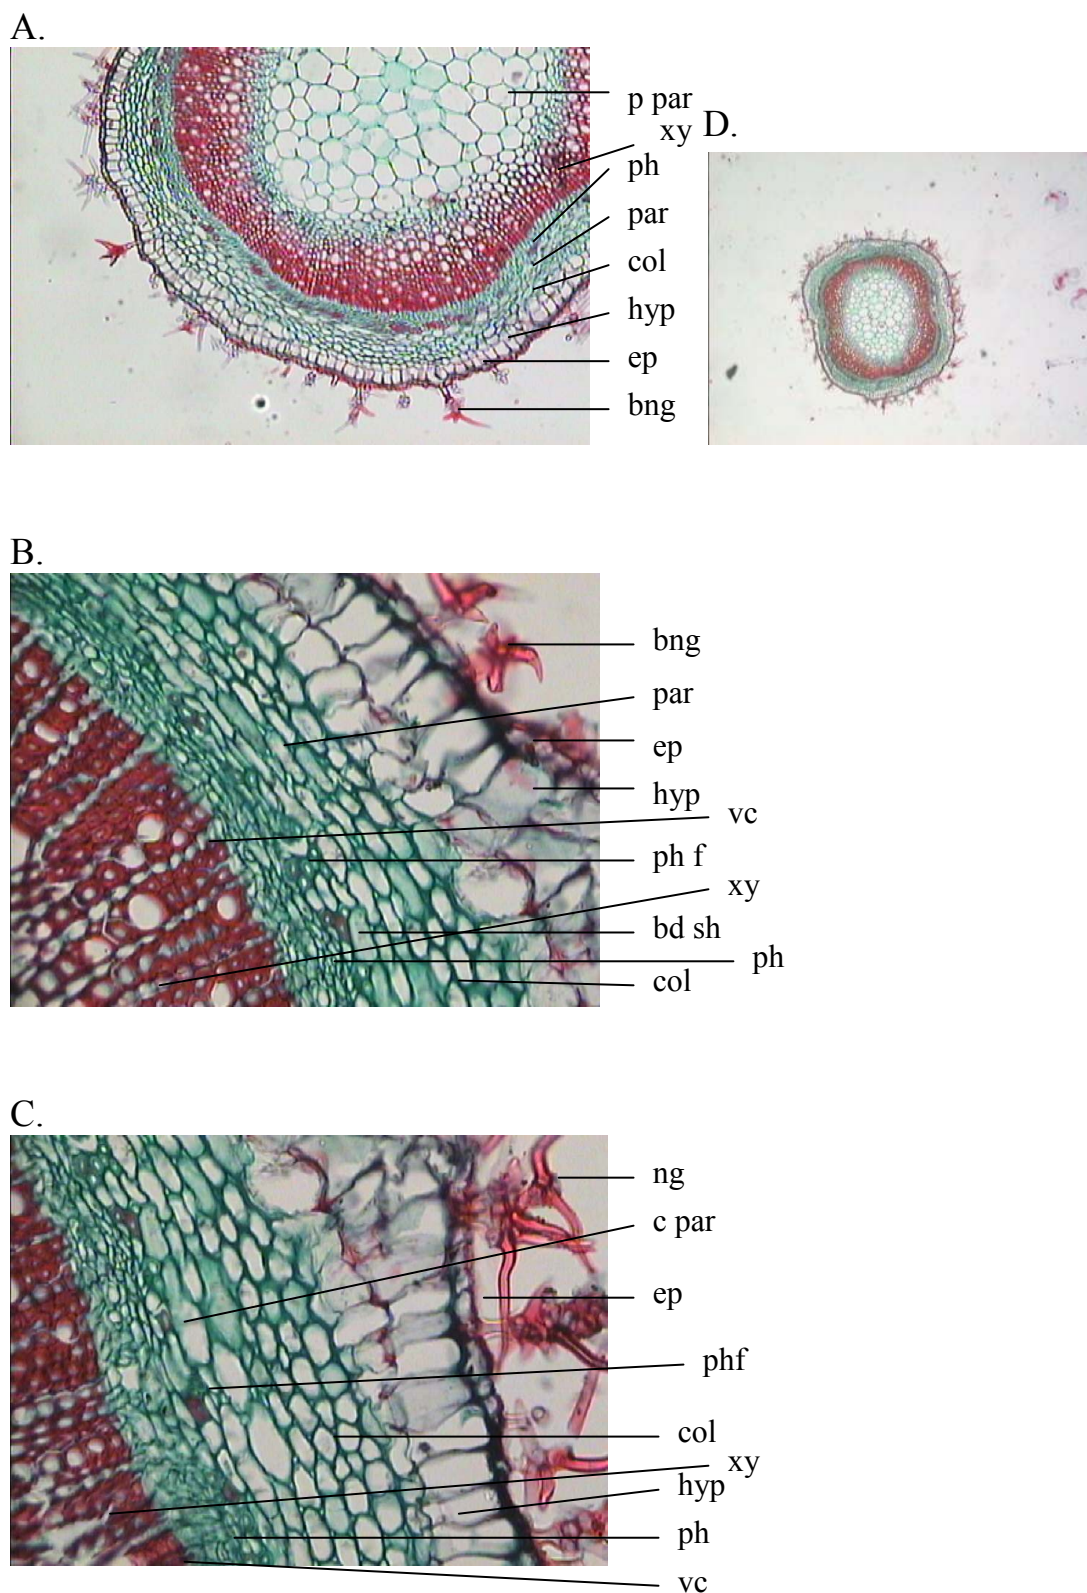 A.
p par
xy
D.
ph
par
col
hyp
ep
bng
B.
bng
par
ep
hyp
vc
ph f
xy
bd sh
ph
col
C.
ng
c par
ep
phf
col
xy
hyp
ph
vc